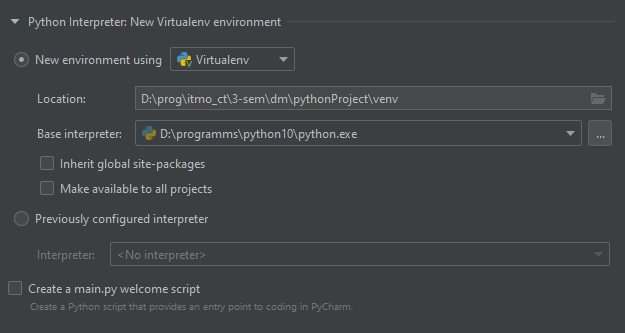 Python Interpreter: New Virtualenv environment
New environment using Virtualenv
Location: D:\prog\itmo_ct\3-sem\dm\pythonProject\venv
Base interpreter: D:\programms\python10\python.exe ...
Inherit global site-packages
Make available to all projects
Previously configured interpreter
Interpreter: <No interpreter>
Create a main.py welcome script
Create a Python script that provides an entry point to coding in PyCharm.